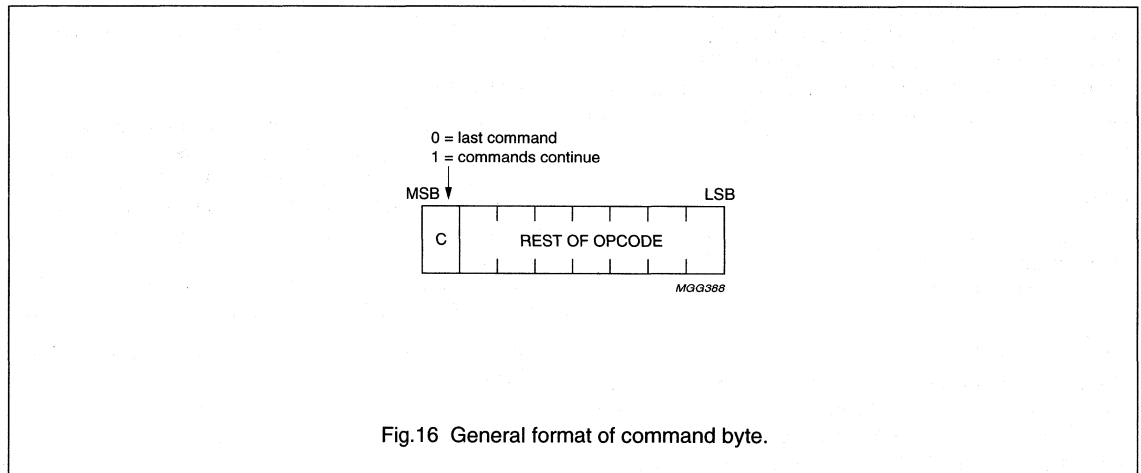 0 = last command
1 = commands continue
MSB
LSB
C
REST OF OPCODE
MGG388
Fig.16 General format of command byte.